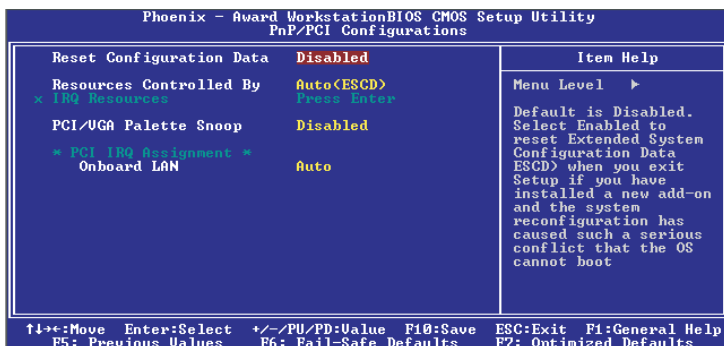 Phoenix - Award WorkstationBIOS CMOS Setup Utility
PnP/PCI Configurations
Reset Configuration Data Disabled
Resources Controlled By Auto(ESCD)
x IRQ Resources Press Enter
PCI/VGA Palette Snoop Disabled
* PCI IRQ Assignment *
Onboard LAN Auto
Item Help
Menu Level ►
Default is Disabled.
Select Enabled to
reset Extended System
Configuration Data
ESCD) when you exit
Setup if you have
installed a new add-on
and the system
reconfiguration has
caused such a serious
conflict that the OS
cannot boot
↑↓→←:Move Enter:Select +/-/PU/PD:Value F10:Save ESC:Exit F1:General Help
F5: Previous Values F6: Fail-Safe Defaults F7: Optimized Defaults